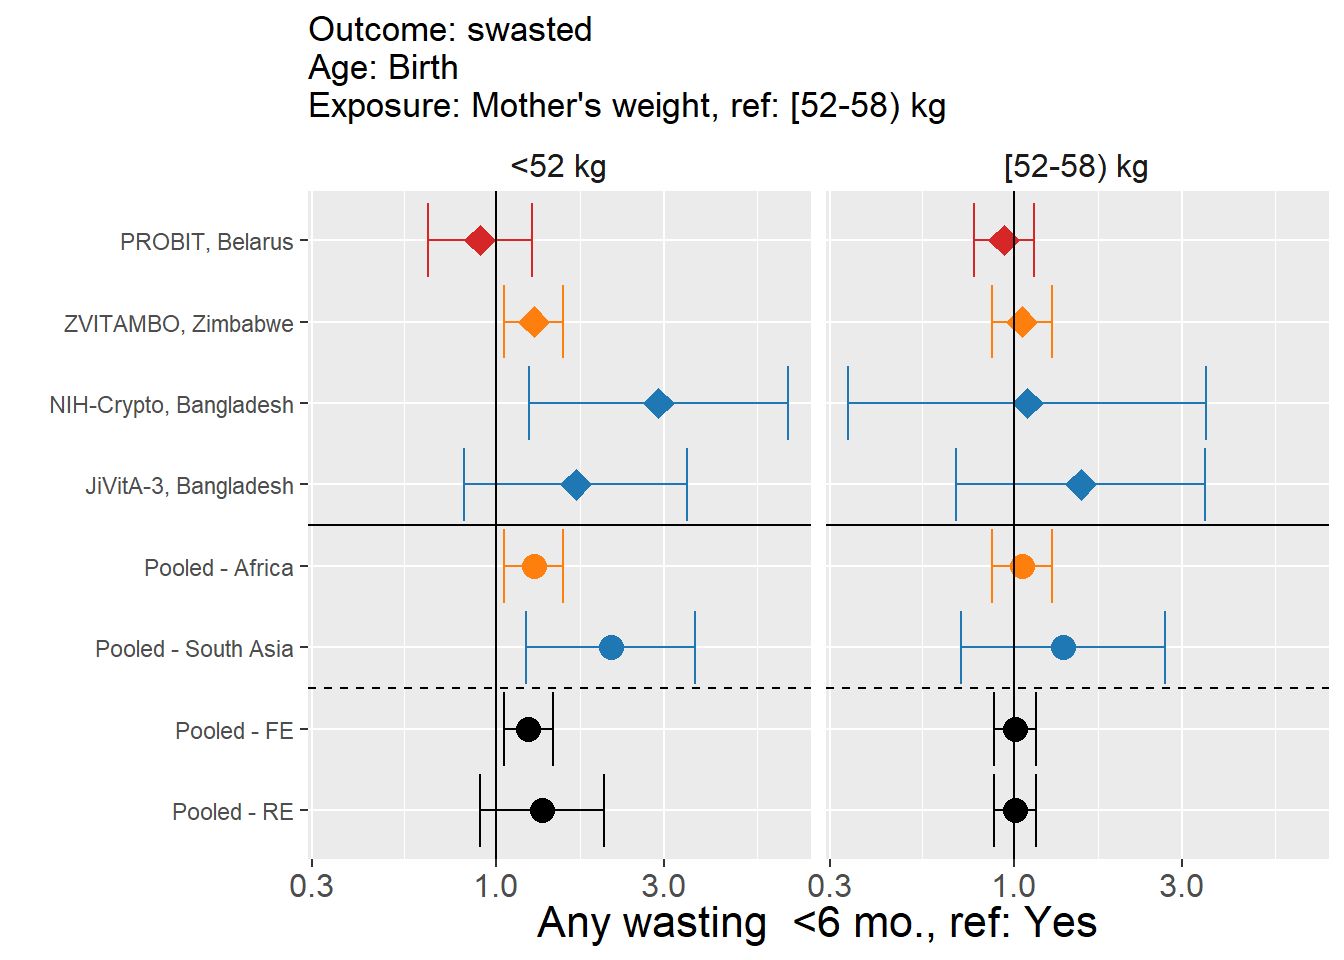 Outcome: swasted
Age: Birth
Exposure: Mother's weight, ref: [52-58) kg
<52 kg
[52-58) kg
PROBIT, Belarus
ZVITAMBO, Zimbabwe
NIH-Crypto, Bangladesh
JiVitA-3, Bangladesh
Pooled - Africa
Pooled - South Asia
Pooled - FE
Pooled - RE
0.3 1.0 3.0 0.3 1.0 3.0
Any wasting  <6 mo., ref: Yes